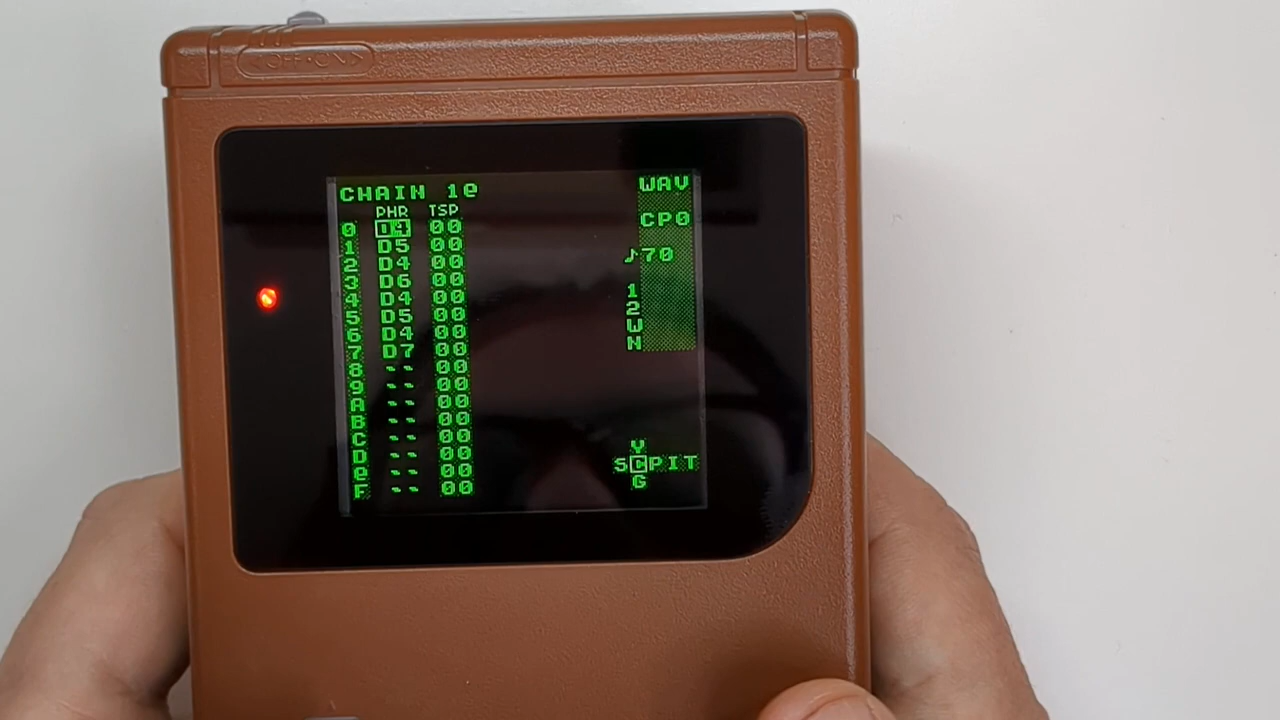 OFF•ON
CHAIN 1e WAV
PHR TSP
0 D4 00 CP0
1 D5 00
2 D4 00 ♪70
3 D6 00
4 D4 00 1
5 D5 00 2
6 D4 00 W
7 D7 00 N
8 -- 00
9 -- 00
A -- 00
B -- 00
C -- 00 Y
D -- 00 SCPIT
e -- 00 G
F -- 00